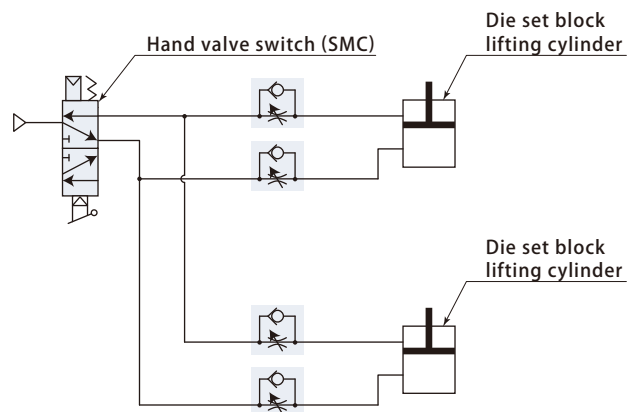 Die set block
lifting cylinder
Hand valve switch (SMC)
Die set block
lifting cylinder